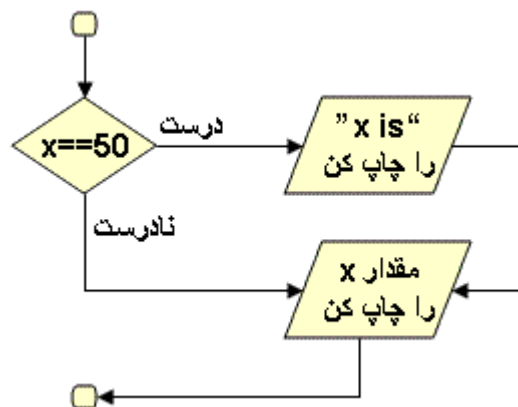 درست
x==50
“x is”
را چاپ کن
نادرست
مقدار x
را چاپ کن